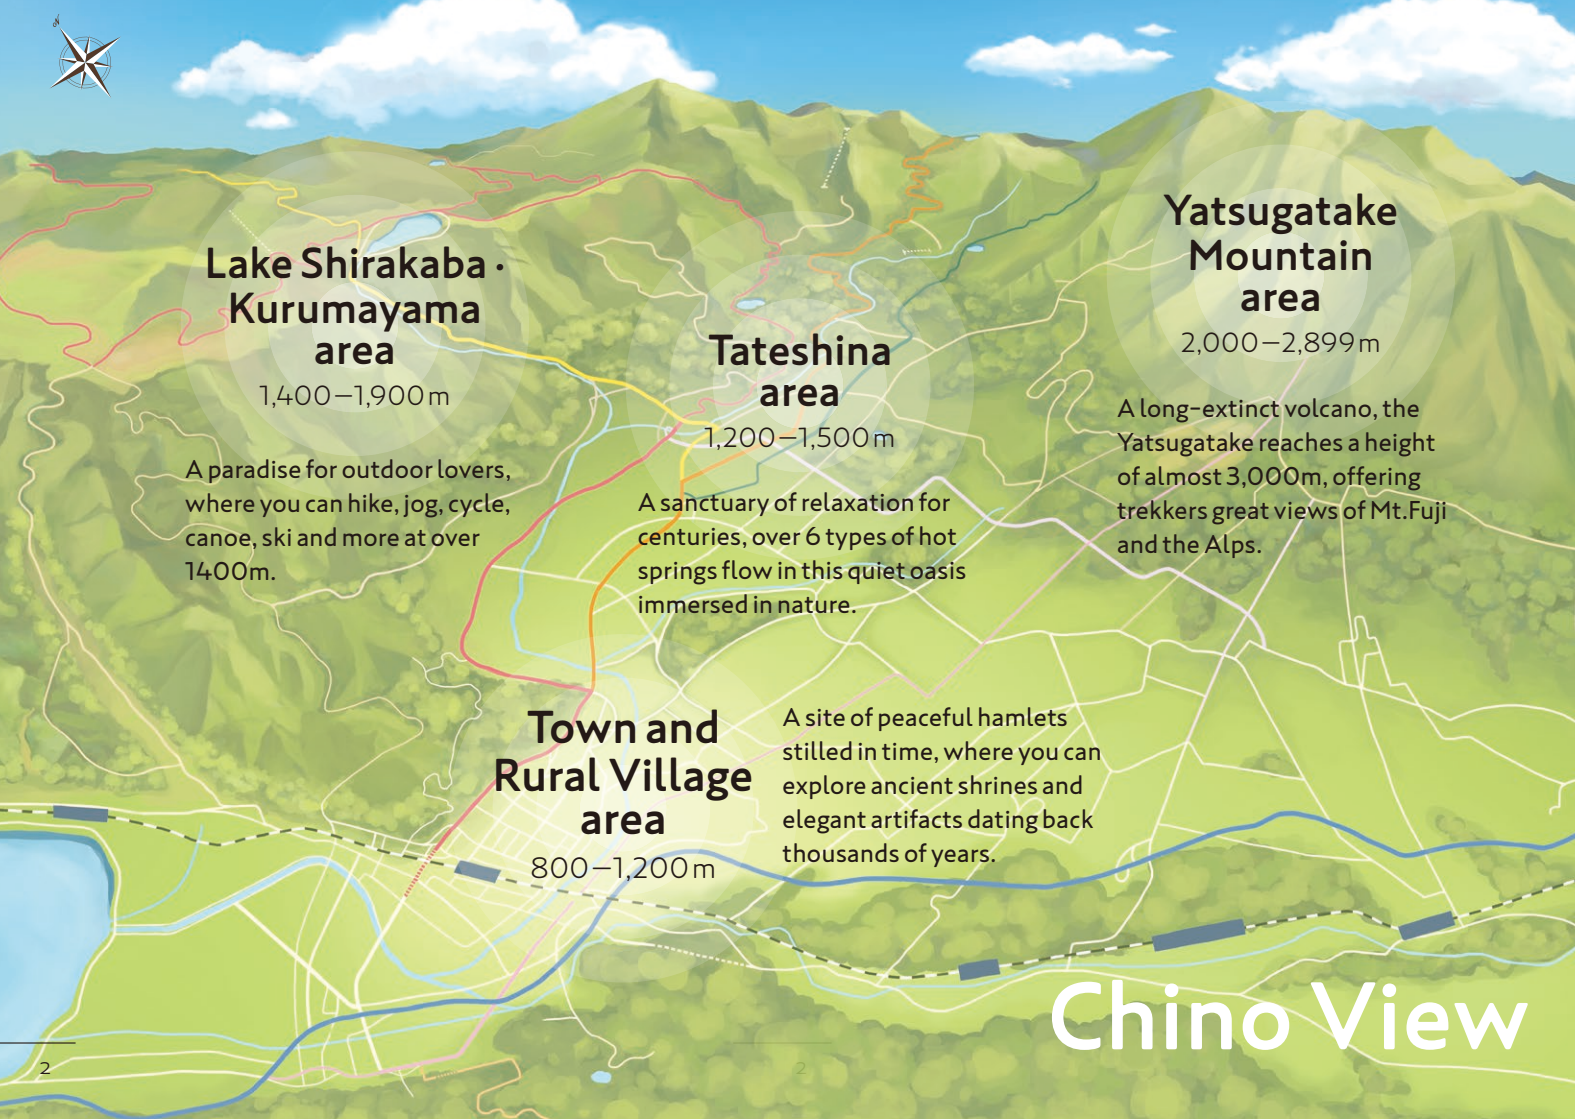 N
Lake Shirakaba・
Kurumayama
area
1,400–1,900m
A paradise for outdoor lovers,
where you can hike, jog, cycle,
canoe, ski and more at over
1400m.
Tateshina
area
1,200–1,500m
A sanctuary of relaxation for
centuries, over 6 types of hot
springs flow in this quiet oasis
immersed in nature.
Yatsugatake
Mountain
area
2,000–2,899m
A long-extinct volcano, the
Yatsugatake reaches a height
of almost 3,000m, offering
trekkers great views of Mt.Fuji
and the Alps.
Town and
Rural Village
area
800–1,200m
A site of peaceful hamlets
stilled in time, where you can
explore ancient shrines and
elegant artifacts dating back
thousands of years.
Chino View
2
2